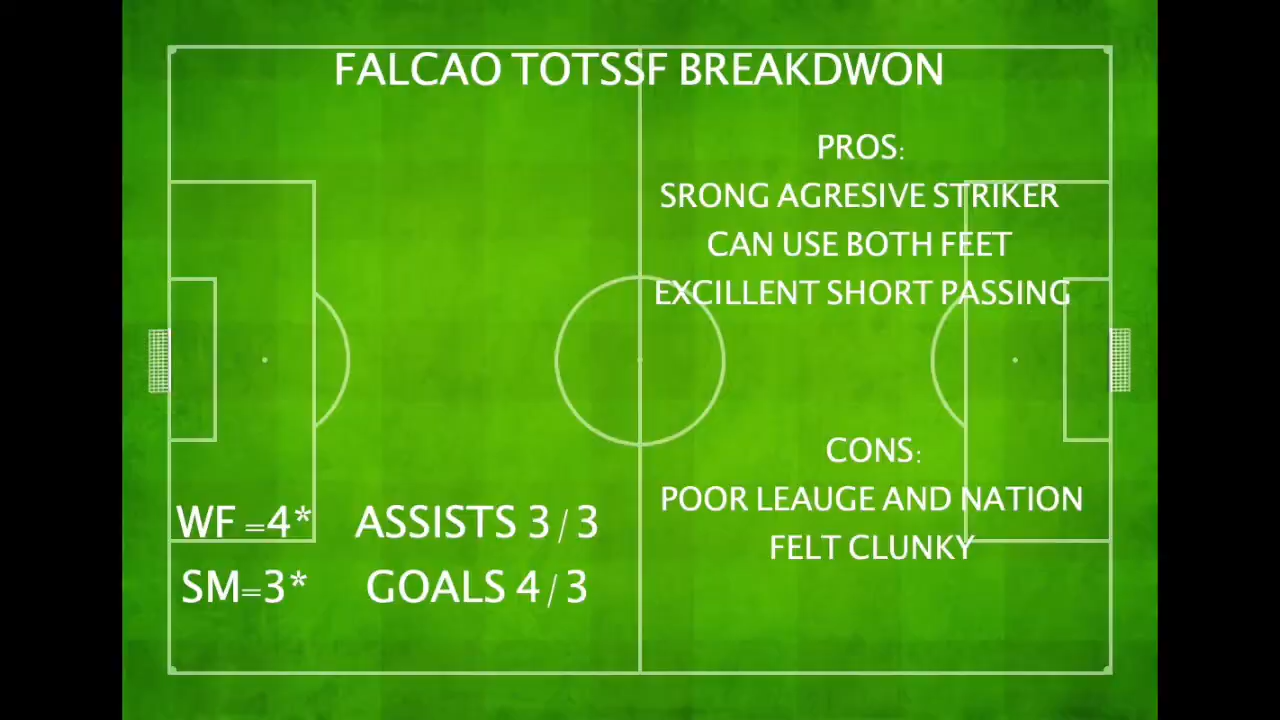 FALCAO TOTSSF BREAKDWON
PROS:
SRONG AGRESIVE STRIKER
CAN USE BOTH FEET
EXCILLENT SHORT PASSING
CONS:
POOR LEAUGE AND NATION
FELT CLUNKY
WF =4* ASSISTS 3/3
SM=3* GOALS 4/3